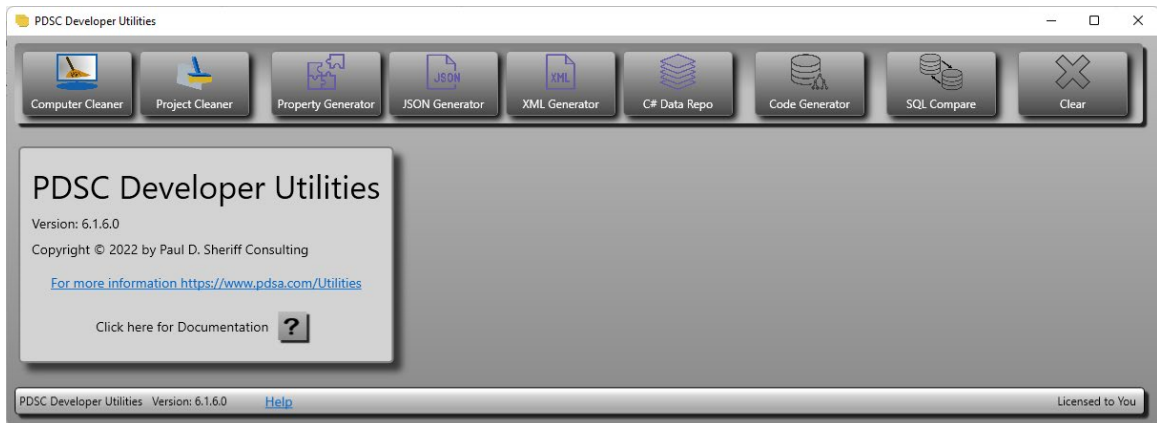 PDSC Developer Utilities
JSON
XML
Computer Cleaner
Project Cleaner
Property Generator
JSON Generator
XML Generator
C# Data Repo
Code Generator
SQL Compare
Clear
PDSC Developer Utilities
Version: 6.1.6.0
Copyright © 2022 by Paul D. Sheriff Consulting
For more information https://www.pdsa.com/Utilities
Click here for Documentation ?
PDSC Developer Utilities Version: 6.1.6.0 Help Licensed to You